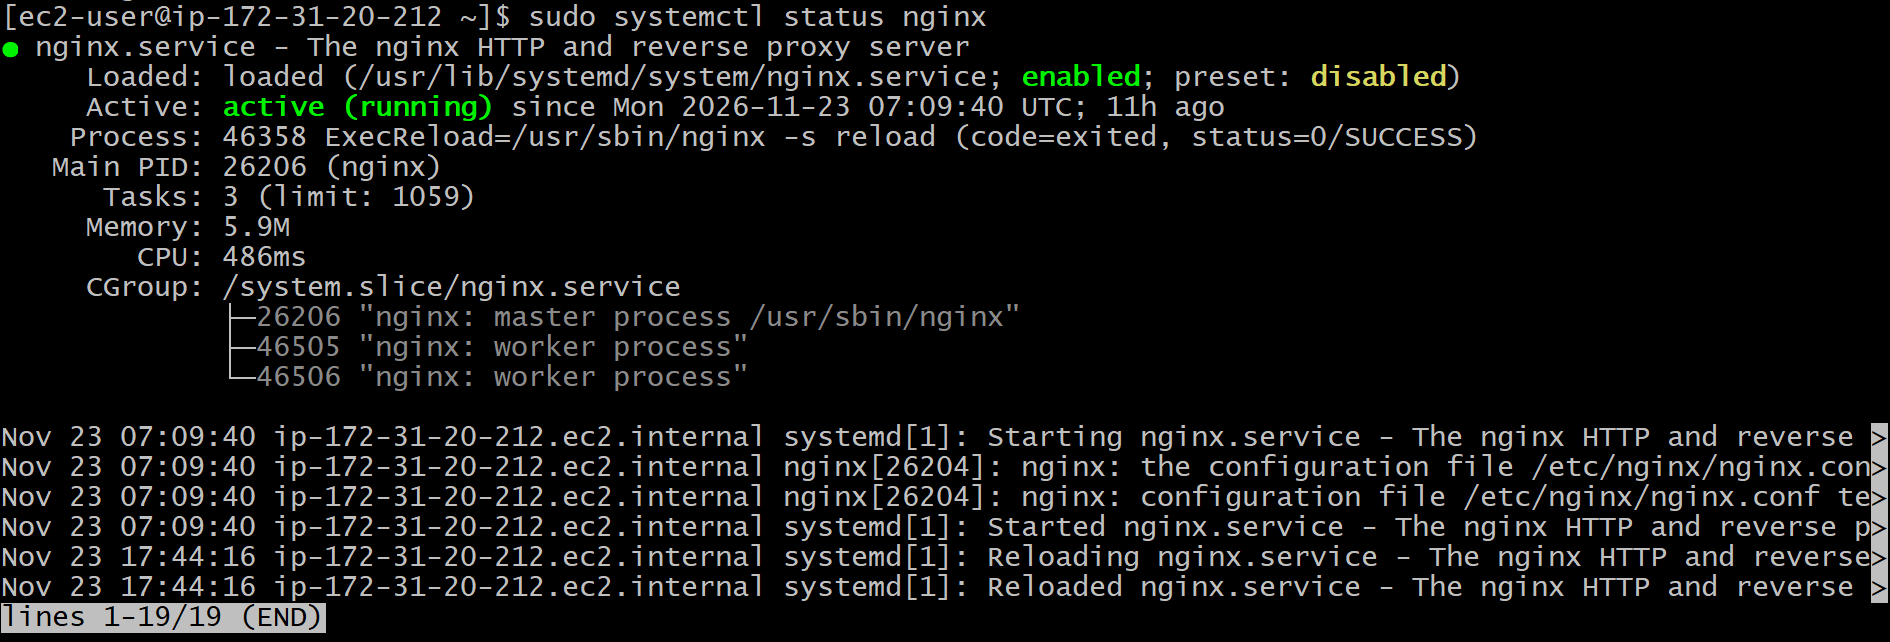 [ec2-user@ip-172-31-20-212 ~]$ sudo systemctl status nginx
● nginx.service - The nginx HTTP and reverse proxy server
     Loaded: loaded (/usr/lib/systemd/system/nginx.service; enabled; preset: disabled)
     Active: active (running) since Mon 2026-11-23 07:09:40 UTC; 11h ago
    Process: 46358 ExecReload=/usr/sbin/nginx -s reload (code=exited, status=0/SUCCESS)
   Main PID: 26206 (nginx)
      Tasks: 3 (limit: 1059)
     Memory: 5.9M
        CPU: 486ms
     CGroup: /system.slice/nginx.service
             ├─26206 "nginx: master process /usr/sbin/nginx"
             ├─46505 "nginx: worker process"
             └─46506 "nginx: worker process"

Nov 23 07:09:40 ip-172-31-20-212.ec2.internal systemd[1]: Starting nginx.service - The nginx HTTP and reverse >
Nov 23 07:09:40 ip-172-31-20-212.ec2.internal nginx[26204]: nginx: the configuration file /etc/nginx/nginx.con>
Nov 23 07:09:40 ip-172-31-20-212.ec2.internal nginx[26204]: nginx: configuration file /etc/nginx/nginx.conf te>
Nov 23 07:09:40 ip-172-31-20-212.ec2.internal systemd[1]: Started nginx.service - The nginx HTTP and reverse p>
Nov 23 17:44:16 ip-172-31-20-212.ec2.internal systemd[1]: Reloading nginx.service - The nginx HTTP and reverse>
Nov 23 17:44:16 ip-172-31-20-212.ec2.internal systemd[1]: Reloaded nginx.service - The nginx HTTP and reverse >
lines 1-19/19 (END)